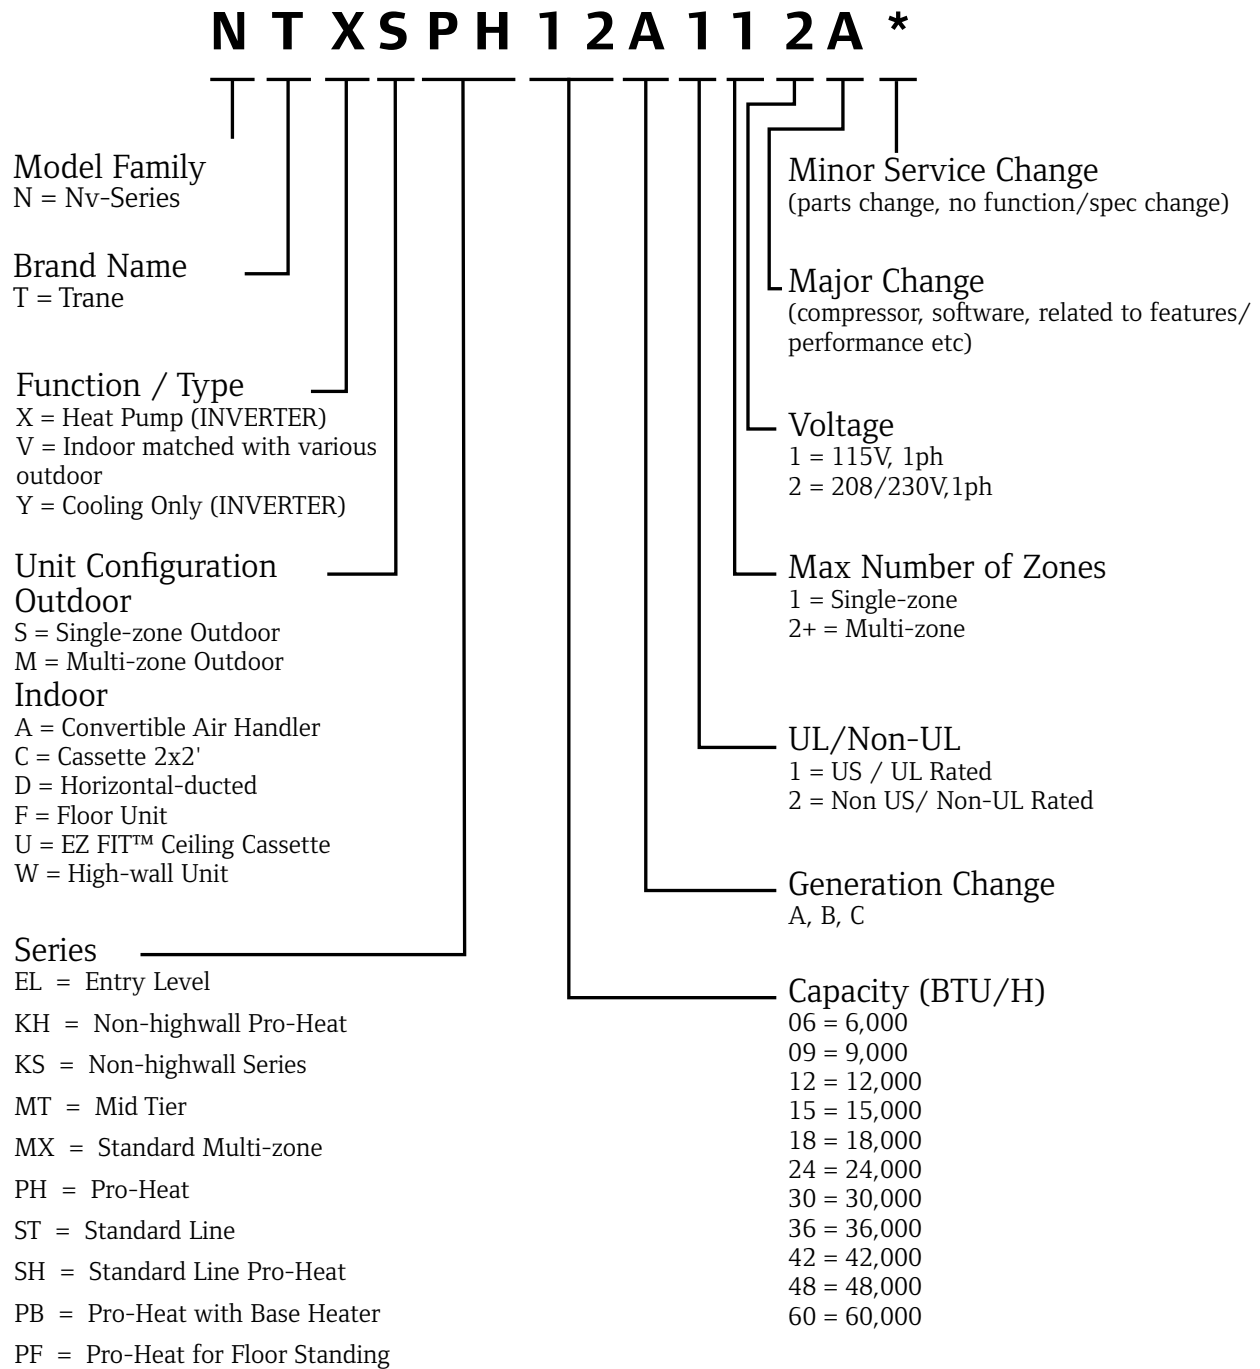 N T X S P H 1 2 A 1 1 2 A *
Model Family
N = Nv-Series
Brand Name
T = Trane
Function / Type
X = Heat Pump (INVERTER)
V = Indoor matched with various
outdoor
Y = Cooling Only (INVERTER)
Unit Configuration
Outdoor
S = Single-zone Outdoor
M = Multi-zone Outdoor
Indoor
A = Convertible Air Handler
C = Cassette 2x2'
D = Horizontal-ducted
F = Floor Unit
U = EZ FIT™ Ceiling Cassette
W = High-wall Unit
Series
EL = Entry Level
KH = Non-highwall Pro-Heat
KS = Non-highwall Series
MT = Mid Tier
MX = Standard Multi-zone
PH = Pro-Heat
ST = Standard Line
SH = Standard Line Pro-Heat
PB = Pro-Heat with Base Heater
PF = Pro-Heat for Floor Standing
Minor Service Change
(parts change, no function/spec change)
Major Change
(compressor, software, related to features/
performance etc)
Voltage
1 = 115V, 1ph
2 = 208/230V,1ph
Max Number of Zones
1 = Single-zone
2+ = Multi-zone
UL/Non-UL
1 = US / UL Rated
2 = Non US/ Non-UL Rated
Generation Change
A, B, C
Capacity (BTU/H)
06 = 6,000
09 = 9,000
12 = 12,000
15 = 15,000
18 = 18,000
24 = 24,000
30 = 30,000
36 = 36,000
42 = 42,000
48 = 48,000
60 = 60,000